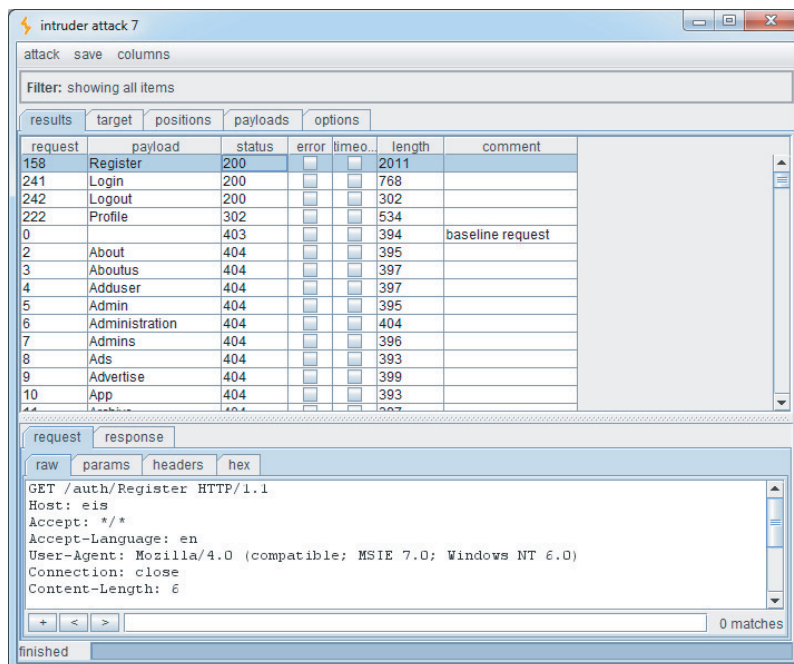 intruder attack 7
attack save columns
Filter: showing all items
results target positions payloads options
request payload status error timeo... length comment
158 Register 200 2011
241 Login 200 768
242 Logout 200 302
222 Profile 302 534
0 403 394 baseline request
2 About 404 395
3 Aboutus 404 397
4 Adduser 404 397
5 Admin 404 395
6 Administration 404 404
7 Admins 404 396
8 Ads 404 393
9 Advertise 404 399
10 App 404 393
request response
raw params headers hex
GET /auth/Register HTTP/1.1
Host: eis
Accept: */*
Accept-Language: en
User-Agent: Mozilla/4.0 (compatible; MSIE 7.0; Windows NT 6.0)
Connection: close
Content-Length: 6
+ < > 0 matches
finished